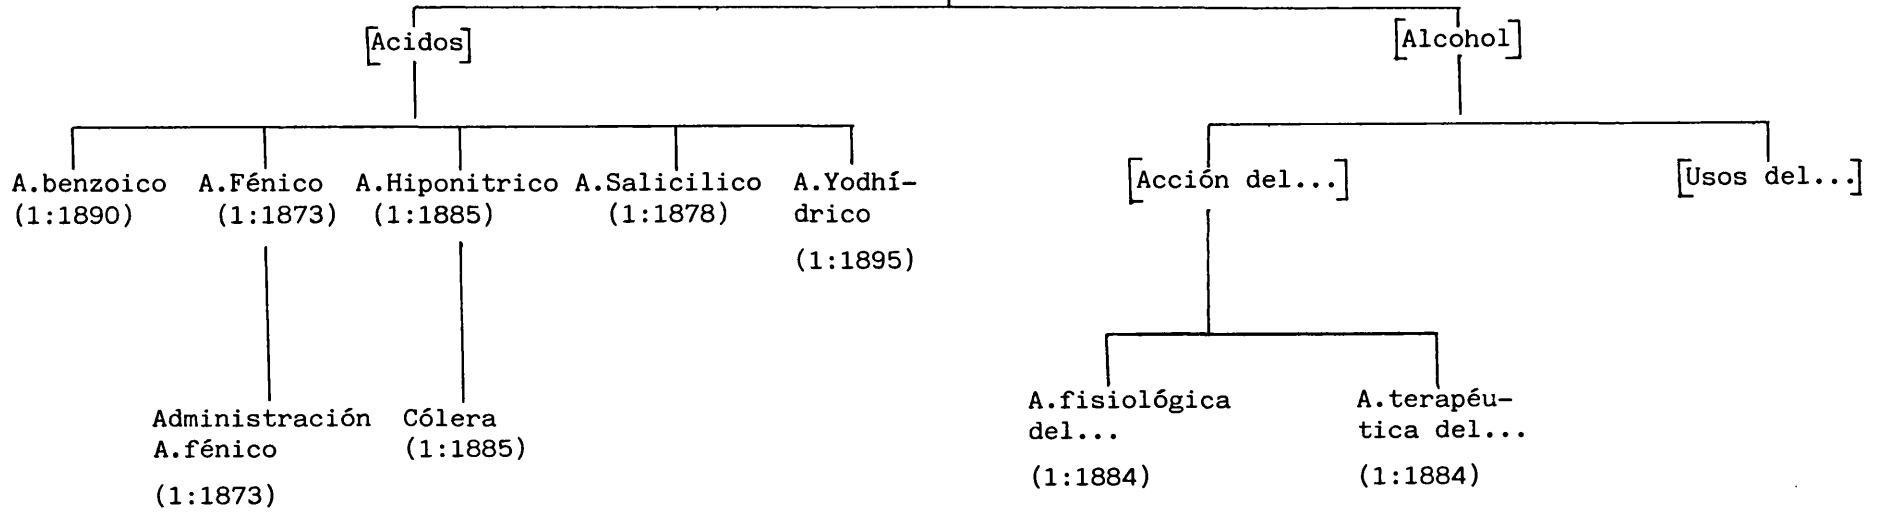 [Acidos]
[Alcohol]
A.benzoico
(1:1890)
A.Fénico
(1:1873)
A.Hiponitrico
(1:1885)
A.Salicilico
(1:1878)
A.Yodhí-
drico
(1:1895)
[Acción del...]
[Usos del...]
Administración
A.fénico
(1:1873)
Cólera
(1:1885)
A.fisiológica
del...
(1:1884)
A.terapéu-
tica del...
(1:1884)